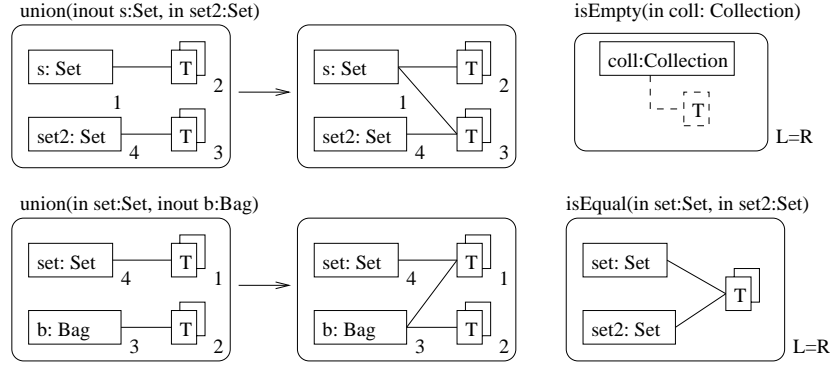 union(inout s:Set, in set2:Set)
s: Set
T
1
2
set2: Set
T
4
3
s: Set
T
1
2
set2: Set
T
4
3
isEmpty(in coll: Collection)
coll:Collection
T
L=R
union(in set:Set, inout b:Bag)
set: Set
T
4
1
b: Bag
T
3
2
set: Set
T
4
1
b: Bag
T
3
2
isEqual(in set:Set, in set2:Set)
set: Set
T
set2: Set
L=R